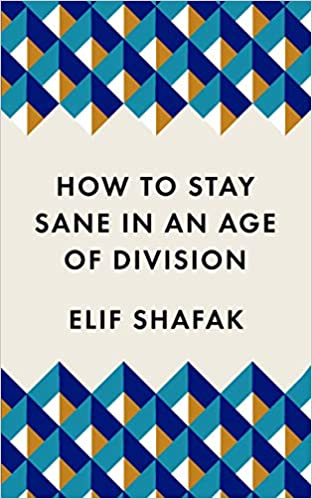 HOW TO STAY
SANE IN AN AGE
OF DIVISION
ELIF SHAFAK